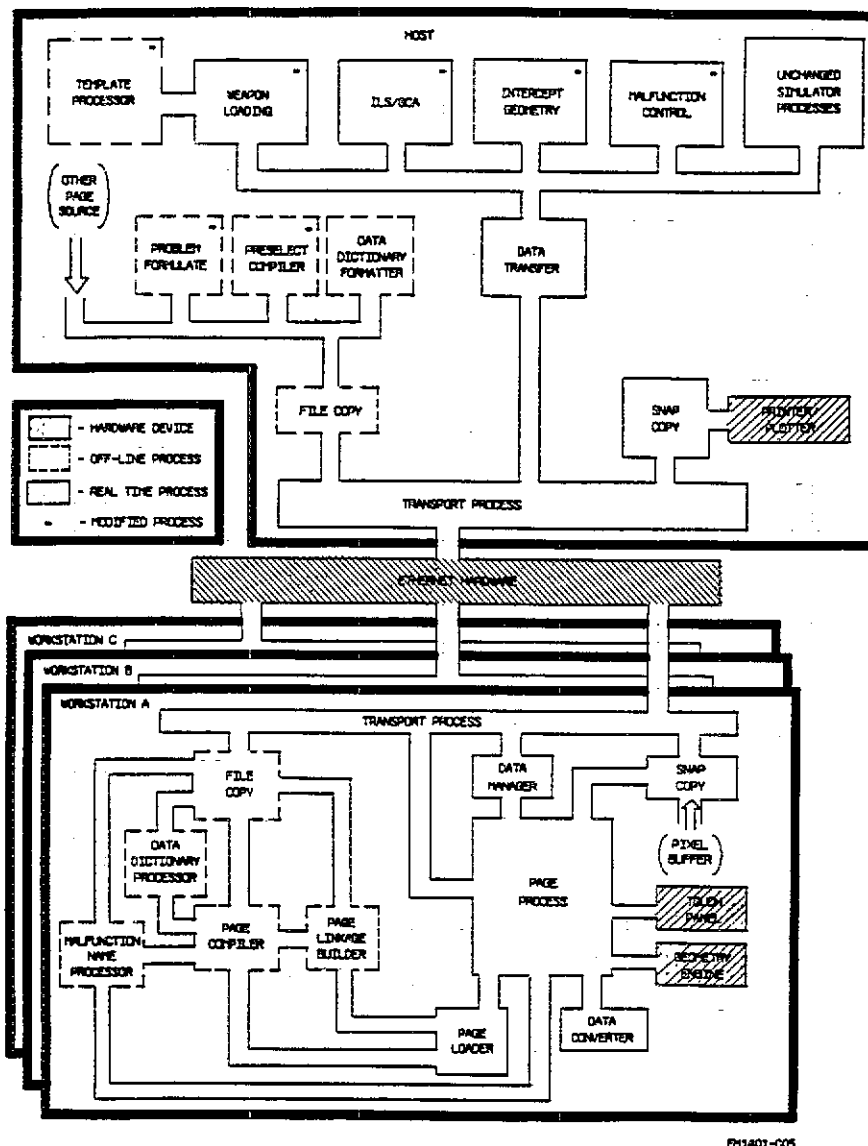 HOST
TEMPLATE
PROCESSOR
WEAPON
LOADING
ILS/GCA
INTERCEPT
GEOMETRY
MALFUNCTION
CONTROL
UNCHANGED
SIMULATOR
PROCESSES
(OTHER
PAGE
SOURCE)
PROBLEM
FORMULATE
PRESELECT
COMPILER
DATA
DICTIONARY
FORMATTER
DATA
TRANSFER
FILE COPY
SNAP
COPY
PRINTER/
PLOTTER
- HARDWARE DEVICE
- OFF-LINE PROCESS
- REAL TIME PROCESS
- MODIFIED PROCESS
TRANSPORT PROCESS
ETHERNET HARDWARE
WORKSTATION C
WORKSTATION B
WORKSTATION A
TRANSPORT PROCESS
FILE
COPY
DATA
MANAGER
SNAP
COPY
(PIXEL
BUFFER)
DATA
DICTIONARY
PROCESSOR
PAGE
PROCESS
TOUCH
PANEL
MALFUNCTION
NAME
PROCESSOR
PAGE
COMPILER
PAGE
LINKAGE
BUILDER
GEOMETRY
ENGINE
PAGE
LOADER
DATA
CONVERTER
FM1401-C05